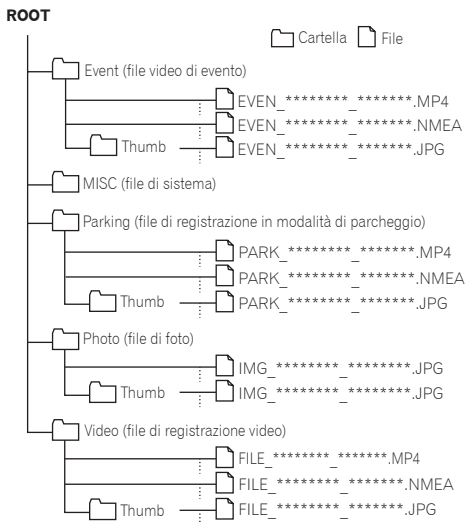 ROOT
Cartella File
Event (file video di evento)
EVEN_********_*******.MP4
EVEN_********_*******.NMEA
Thumb EVEN_********_*******.JPG
MISC (file di sistema)
Parking (file di registrazione in modalità di parcheggio)
PARK_********_*******.MP4
PARK_********_*******.NMEA
Thumb PARK_********_*******.JPG
Photo (file di foto)
IMG_********_*******.JPG
Thumb IMG_********_*******.JPG
Video (file di registrazione video)
FILE_********_*******.MP4
FILE_********_*******.NMEA
Thumb FILE_********_*******.JPG